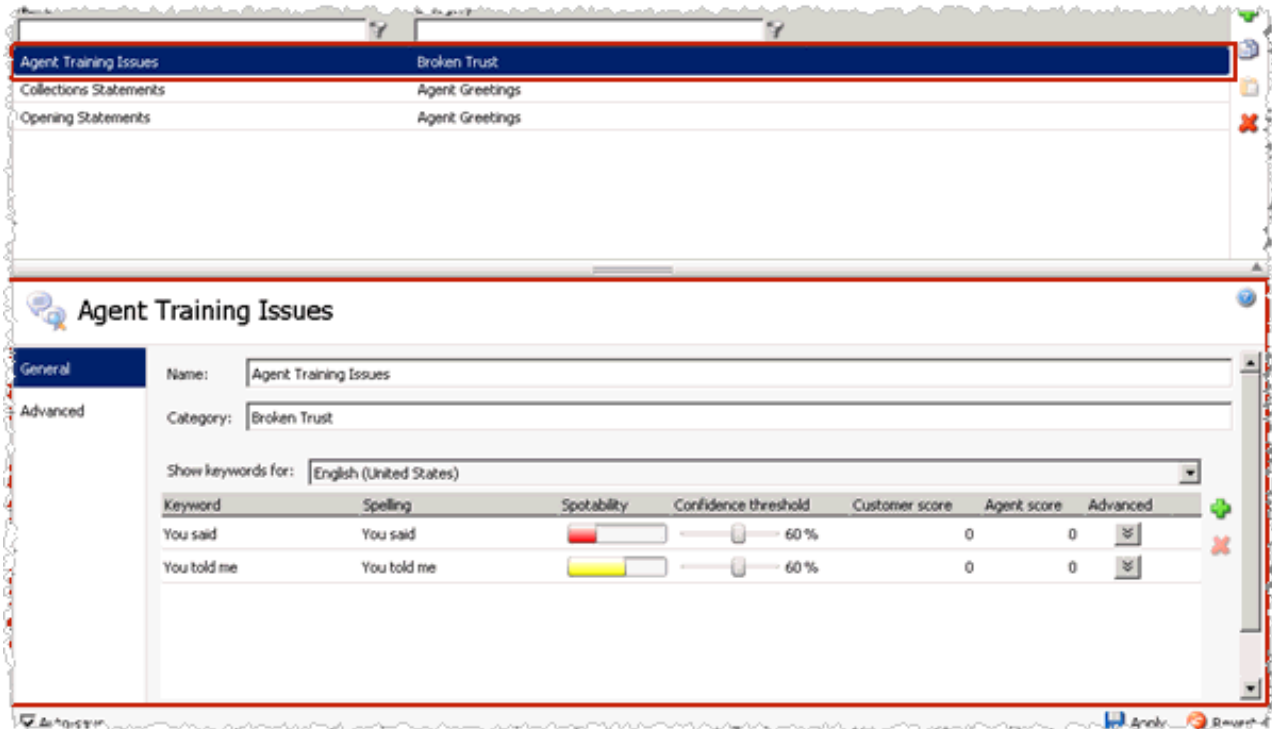 Agent Training Issues Broken Trust
Collections Statements Agent Greetings
Opening Statements Agent Greetings
Agent Training Issues
General
Advanced
Name: Agent Training Issues
Category: Broken Trust
Show keywords for: English (United States)
Keyword Spelling Spotability Confidence threshold Customer score Agent score Advanced
You said You said 60 % 0 0
You told me You told me 60 % 0 0
Apply Revert